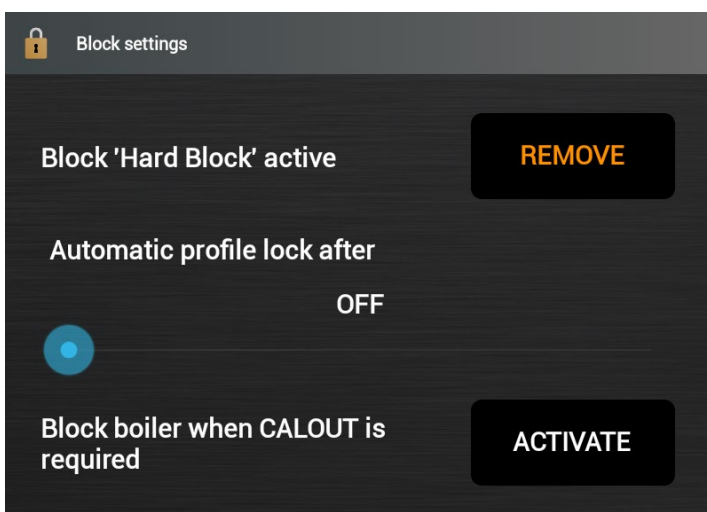 Block settings
Block 'Hard Block' active
REMOVE
Automatic profile lock after
OFF
Block boiler when CALOUT is
required
ACTIVATE